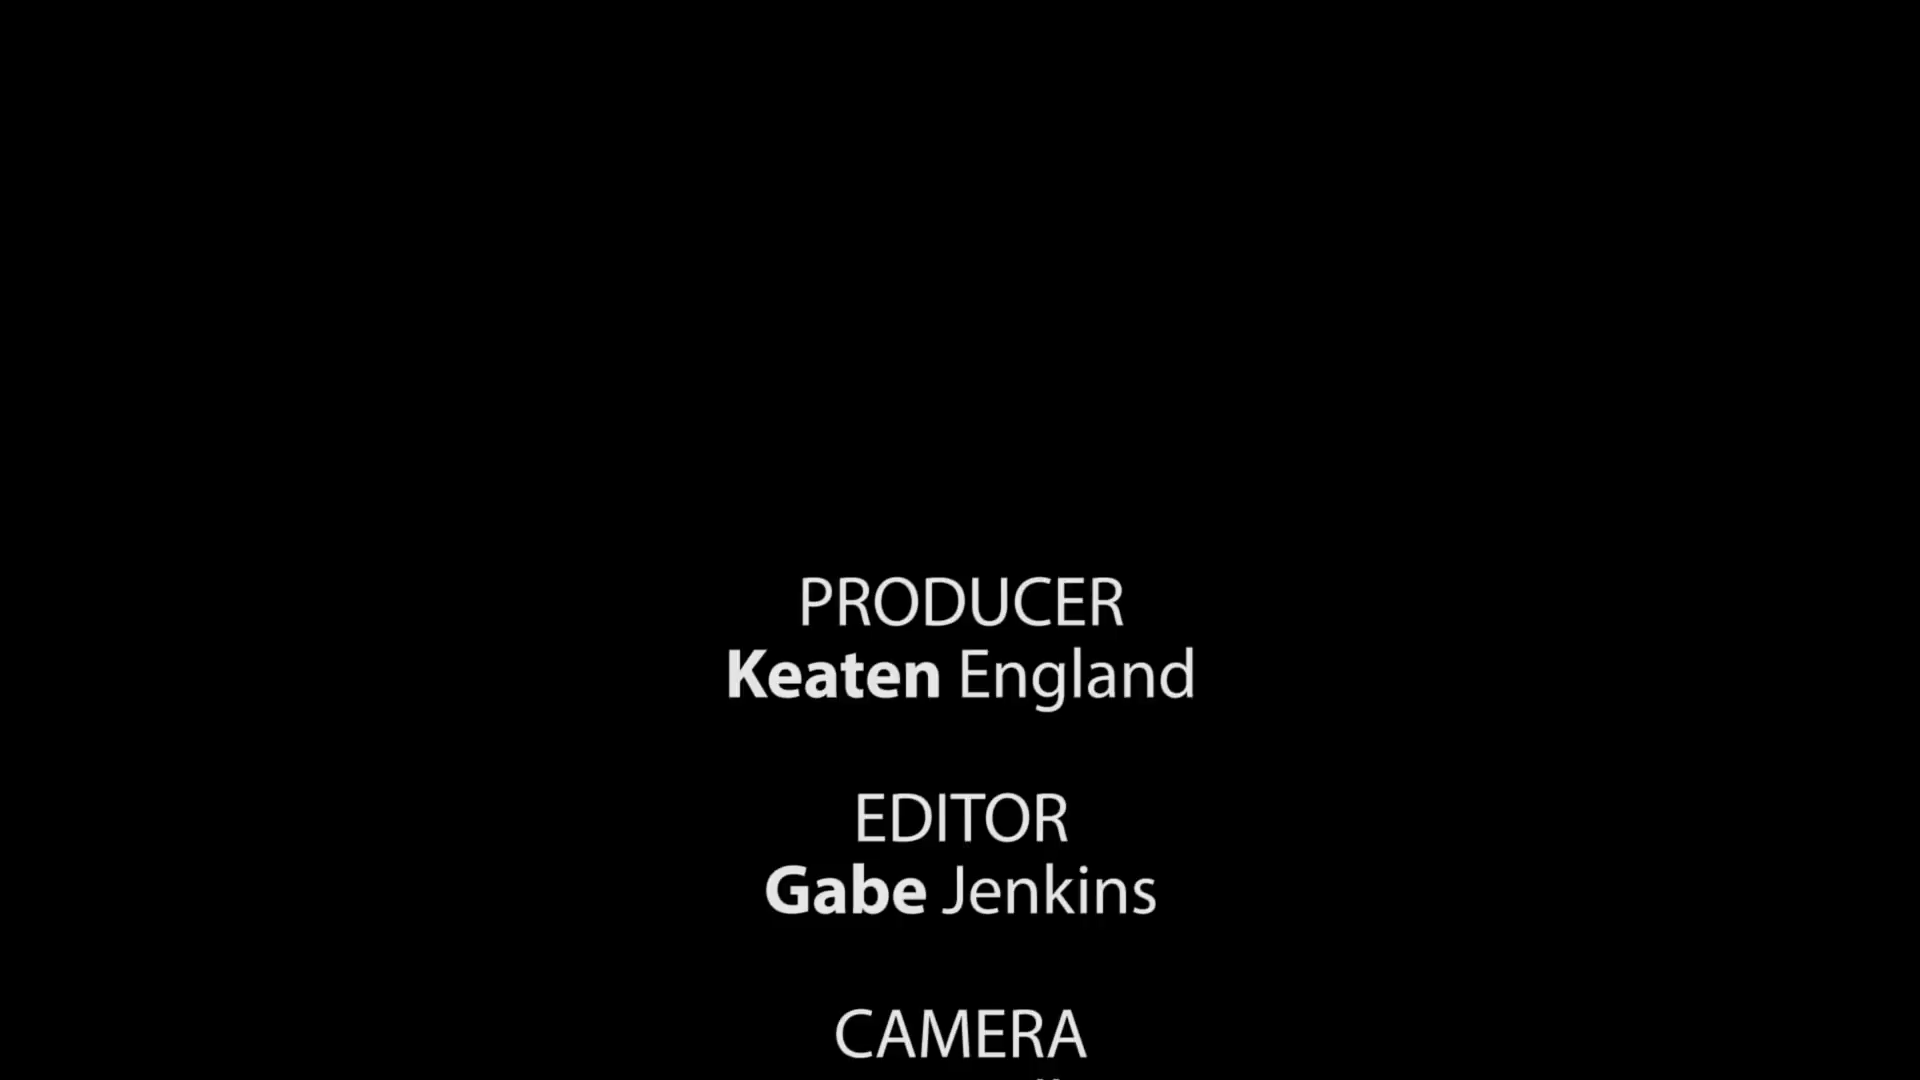 PRODUCER
Keaten England
EDITOR
Gabe Jenkins
CAMERA